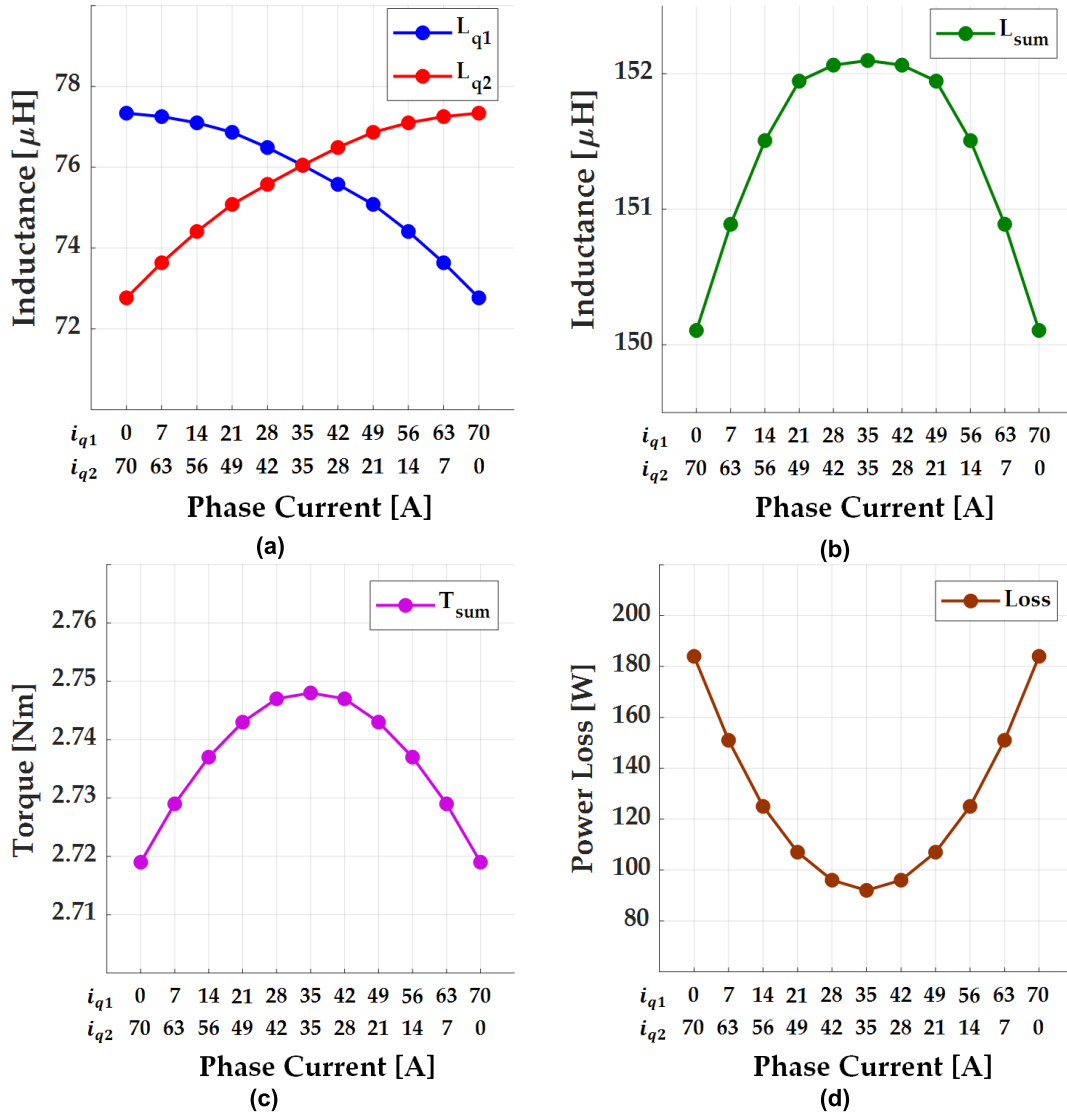 L_q1
L_q2
78
76
74
72
Inductance [μH]
i_q1 0 7 14 21 28 35 42 49 56 63 70
i_q2 70 63 56 49 42 35 28 21 14 7 0
Phase Current [A]
(a)
L_sum
152
151
150
Inductance [μH]
0 7 14 21 28 35 42 49 56 63 70
70 63 56 49 42 35 28 21 14 7 0
Phase Current [A]
(b)
T_sum
2.76
2.75
2.74
2.73
2.72
2.71
Torque [Nm]
i_q1 0 7 14 21 28 35 42 49 56 63 70
i_q2 70 63 56 49 42 35 28 21 14 7 0
Phase Current [A]
(c)
Loss
200
180
160
140
120
100
80
Power Loss [W]
i_q1 0 7 14 21 28 35 42 49 56 63 70
i_q2 70 63 56 49 42 35 28 21 14 7 0
Phase Current [A]
(d)